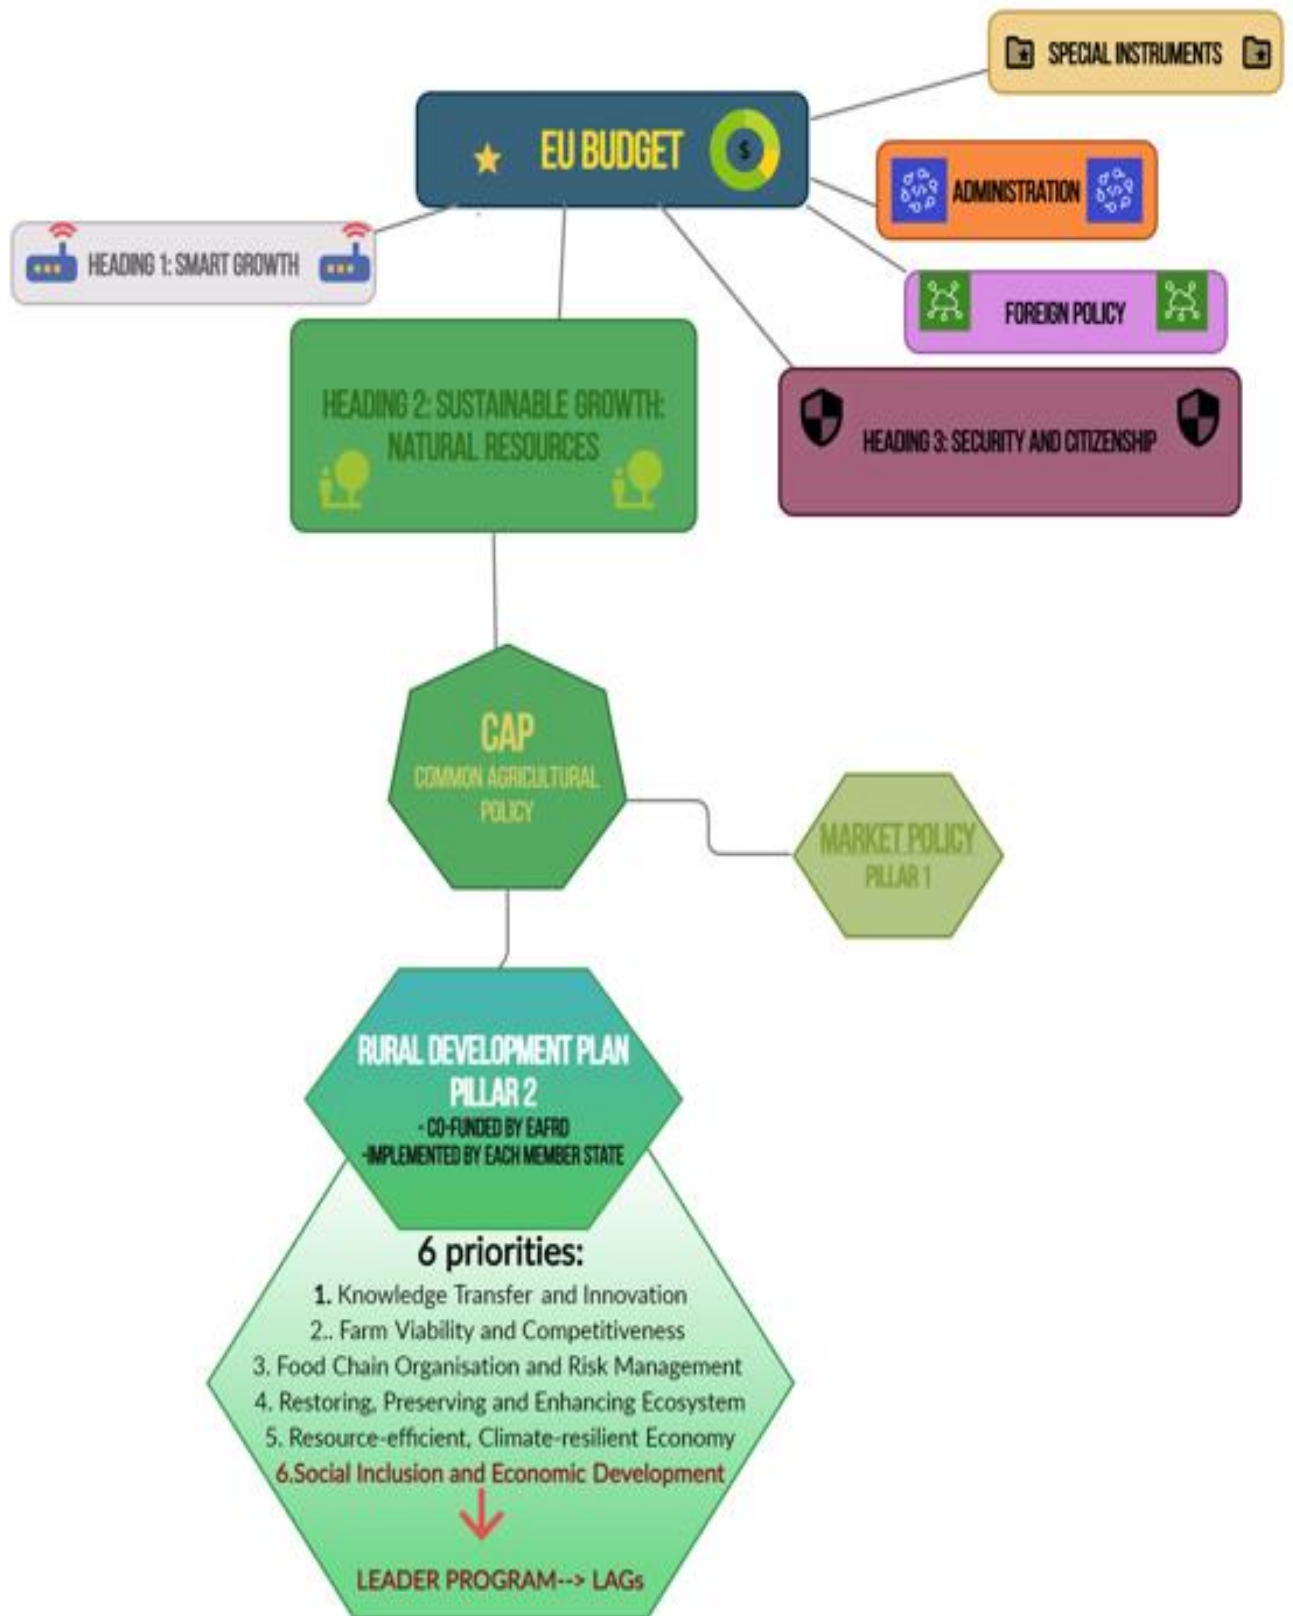 SPECIAL INSTRUMENTS
EU BUDGET
$
ADMINISTRATION
HEADING 1: SMART GROWTH
FOREIGN POLICY
HEADING 2: SUSTAINABLE GROWTH:
NATURAL RESOURCES
HEADING 3: SECURITY AND CITIZENSHIP
CAP
COMMON AGRICULTURAL
POLICY
MARKET POLICY
PILLAR 1
RURAL DEVELOPMENT PLAN
PILLAR 2
- CO-FUNDED BY EAFRD
-IMPLEMENTED BY EACH MEMBER STATE
6 priorities:
1. Knowledge Transfer and Innovation
2.. Farm Viability and Competitiveness
3. Food Chain Organisation and Risk Management
4. Restoring, Preserving and Enhancing Ecosystem
5. Resource-efficient, Climate-resilient Economy
6.Social Inclusion and Economic Development
LEADER PROGRAM--> LAGs